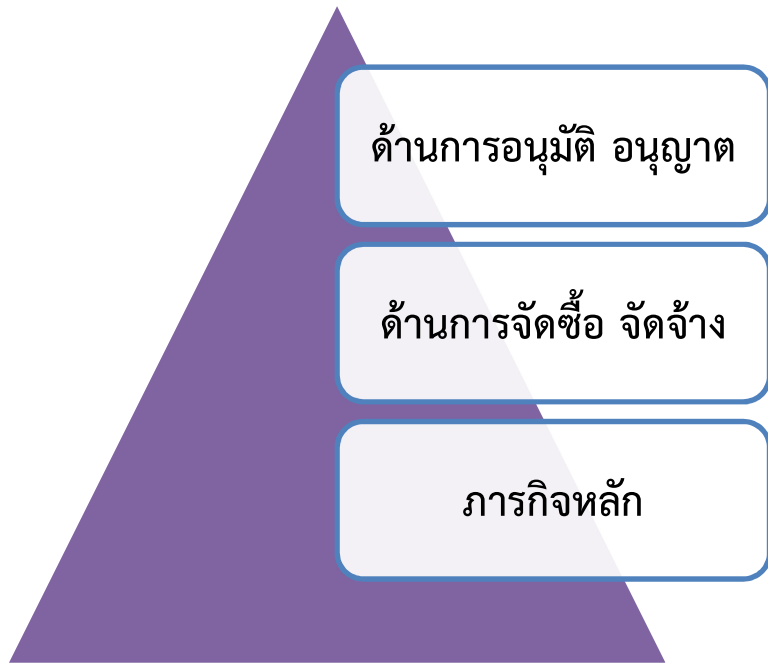 ด้านการอนุมัติ อนุญาต
ด้านการจัดซื้อ จัดจ้าง
ภารกิจหลัก